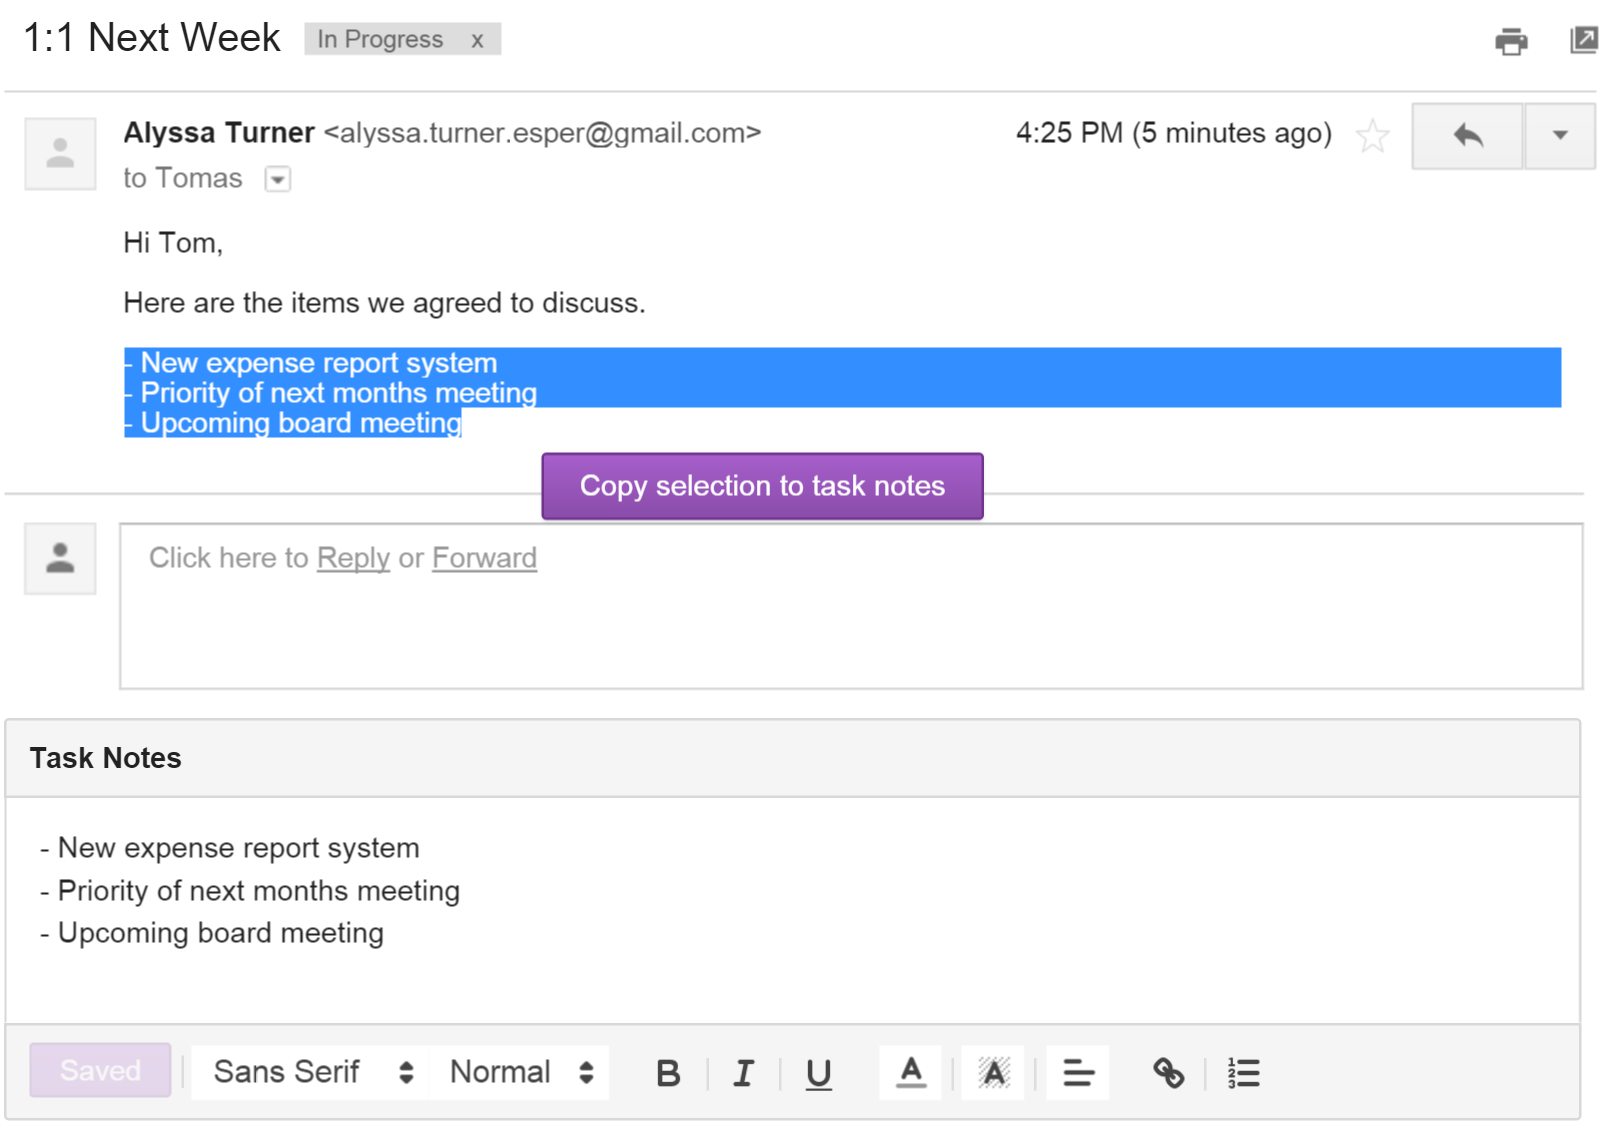 1:1 Next Week In Progress x
Alyssa Turner <alyssa.turner.esper@gmail.com> 4:25 PM (5 minutes ago)
to Tomas
Hi Tom,
Here are the items we agreed to discuss.
- New expense report system
- Priority of next months meeting
- Upcoming board meeting
Copy selection to task notes
Click here to Reply or Forward
Task Notes
- New expense report system
- Priority of next months meeting
- Upcoming board meeting
Saved Sans Serif Normal B I U A A